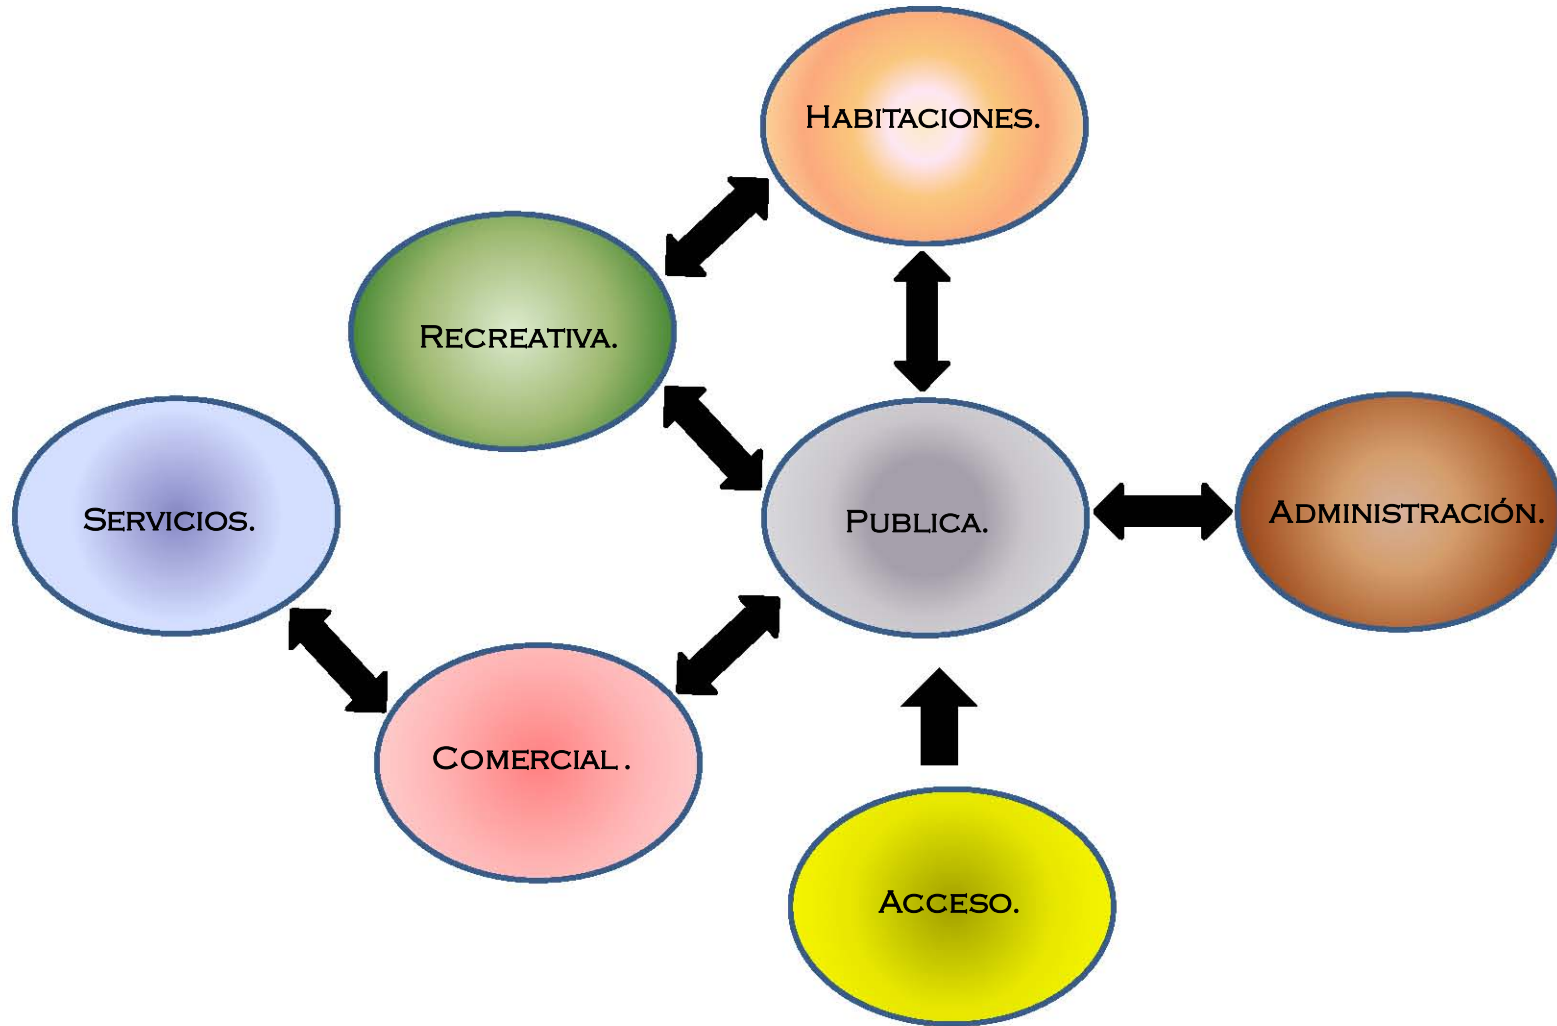 Habitaciones.
Recreativa.
Servicios.
Publica.
Administración.
Comercial.
Acceso.